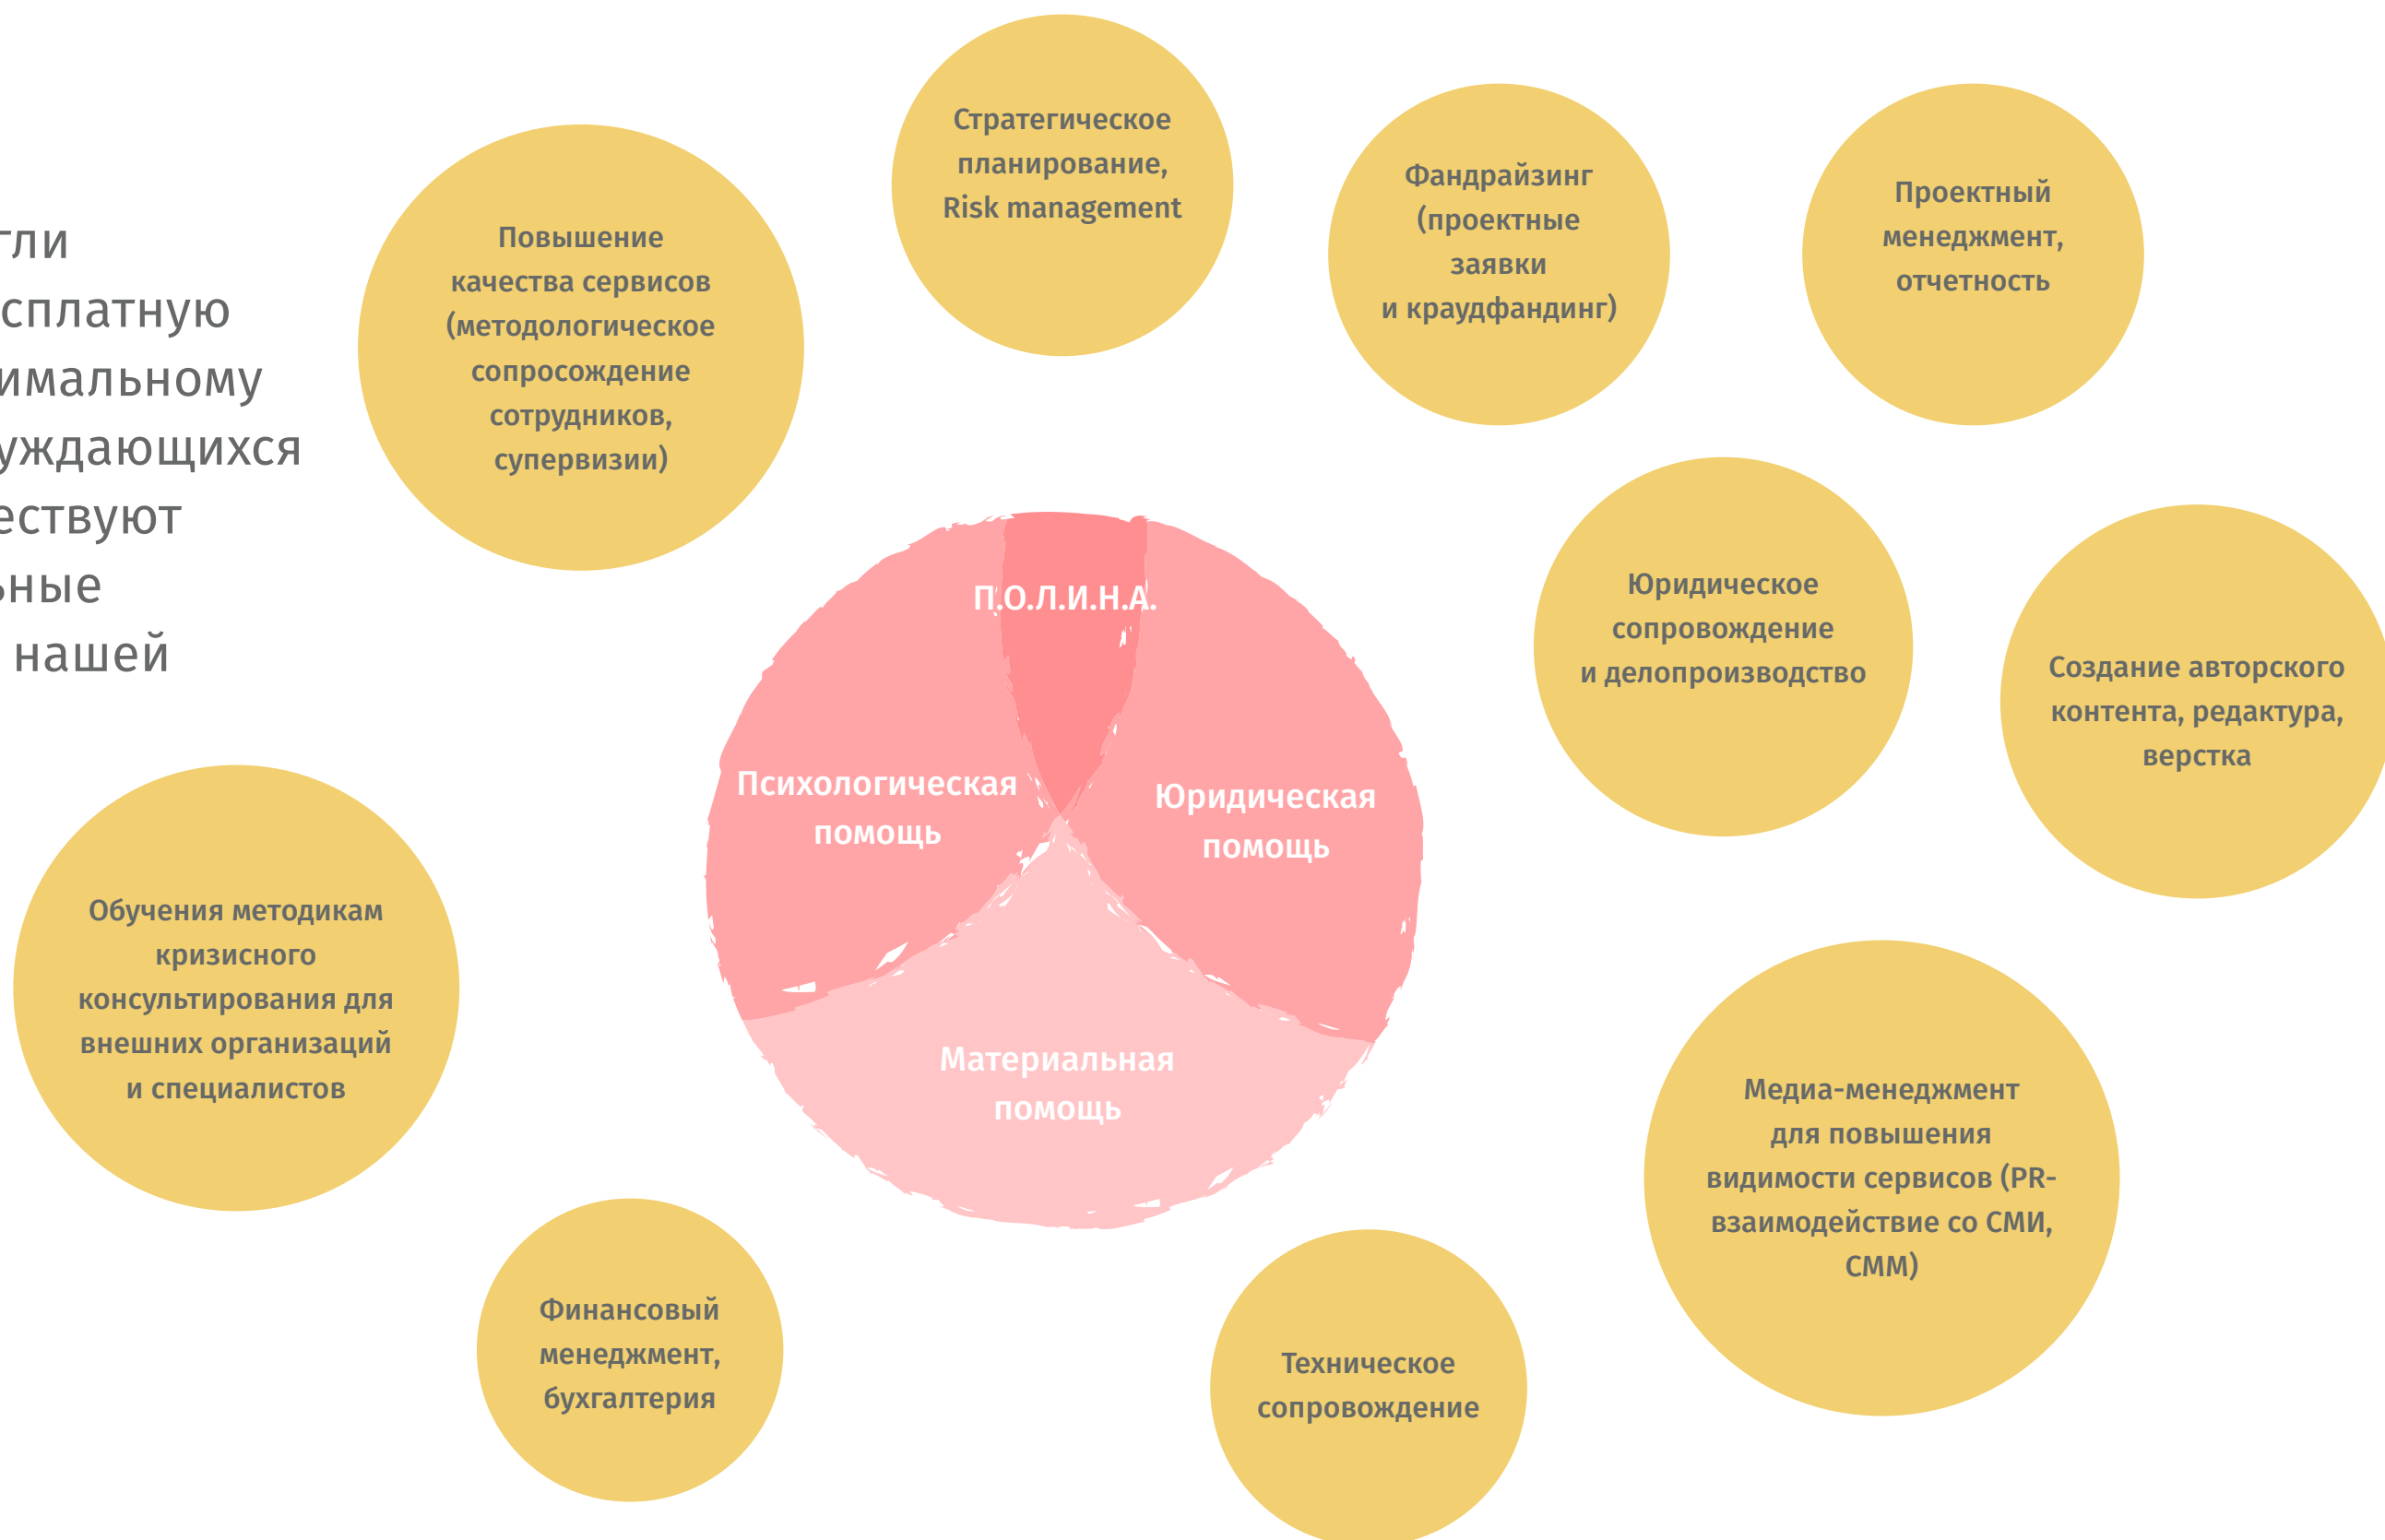 гли
сплатную
имальному
уждающихся
ествуют
ьные
нашей
Повышение
качества сервисов
(методологическое
сопросождение
сотрудников,
супервизии)
Стратегическое
планирование,
Risk management
Фандрайзинг
(проектные
заявки
и краудфандинг)
Проектный
менеджмент,
отчетность
Юридическое
сопровождение
и делопроизводство
Создание авторского
контента, редактура,
верстка
П.О.Л.И.Н.А.
Психологическая
помощь
Юридическая
помощь
Материальная
помощь
Обучения методикам
кризисного
консультирования для
внешних организаций
и специалистов
Медиа-менеджмент
для повышения
видимости сервисов (PR-
взаимодействие со СМИ,
СММ)
Финансовый
менеджмент,
бухгалтерия
Техническое
сопровождение